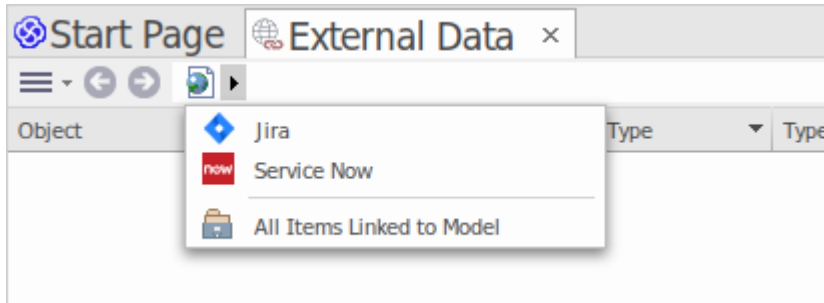 Start Page External Data ×
Object Type Type
Jira
now Service Now
All Items Linked to Model